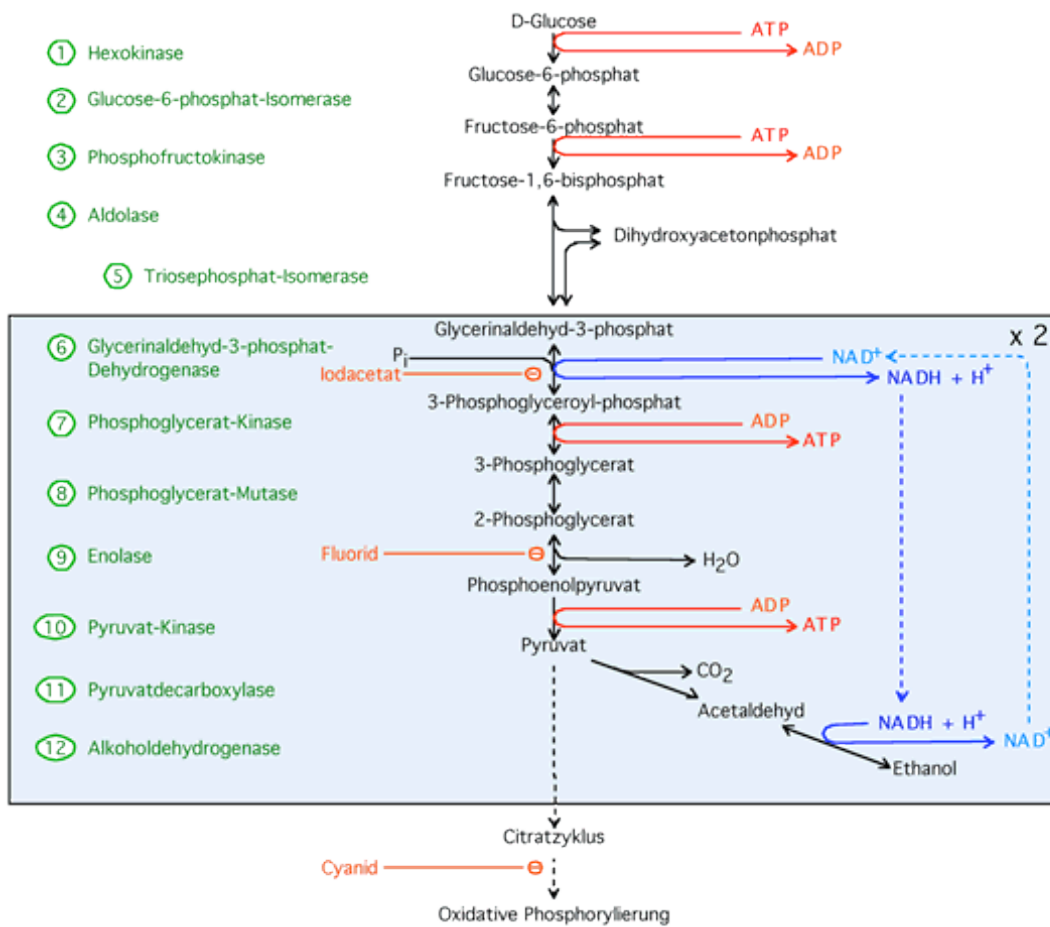 D-Glucose
ATP
1 Hexokinase
ADP
Glucose-6-phosphat
2 Glucose-6-phosphat-Isomerase
Fructose-6-phosphat
ATP
3 Phosphofructokinase
ADP
Fructose-1,6-bisphosphat
4 Aldolase
Dihydroxyacetonphosphat
5 Triosephosphat-Isomerase
Glycerinaldehyd-3-phosphat
x 2
6 Glycerinaldehyd-3-phosphat-
Dehydrogenase
Pi
NAD+
Iodacetat ⊖
NADH + H+
3-Phosphoglyceroyl-phosphat
7 Phosphoglycerat-Kinase
ADP
ATP
3-Phosphoglycerat
8 Phosphoglycerat-Mutase
2-Phosphoglycerat
9 Enolase
Fluorid ⊖
H2O
Phosphoenolpyruvat
ADP
10 Pyruvat-Kinase
ATP
Pyruvat
CO2
11 Pyruvatdecarboxylase
Acetaldehyd
NADH + H+
12 Alkoholdehydrogenase
NAD+
Ethanol
Citratzyklus
Cyanid ⊖
Oxidative Phosphorylierung